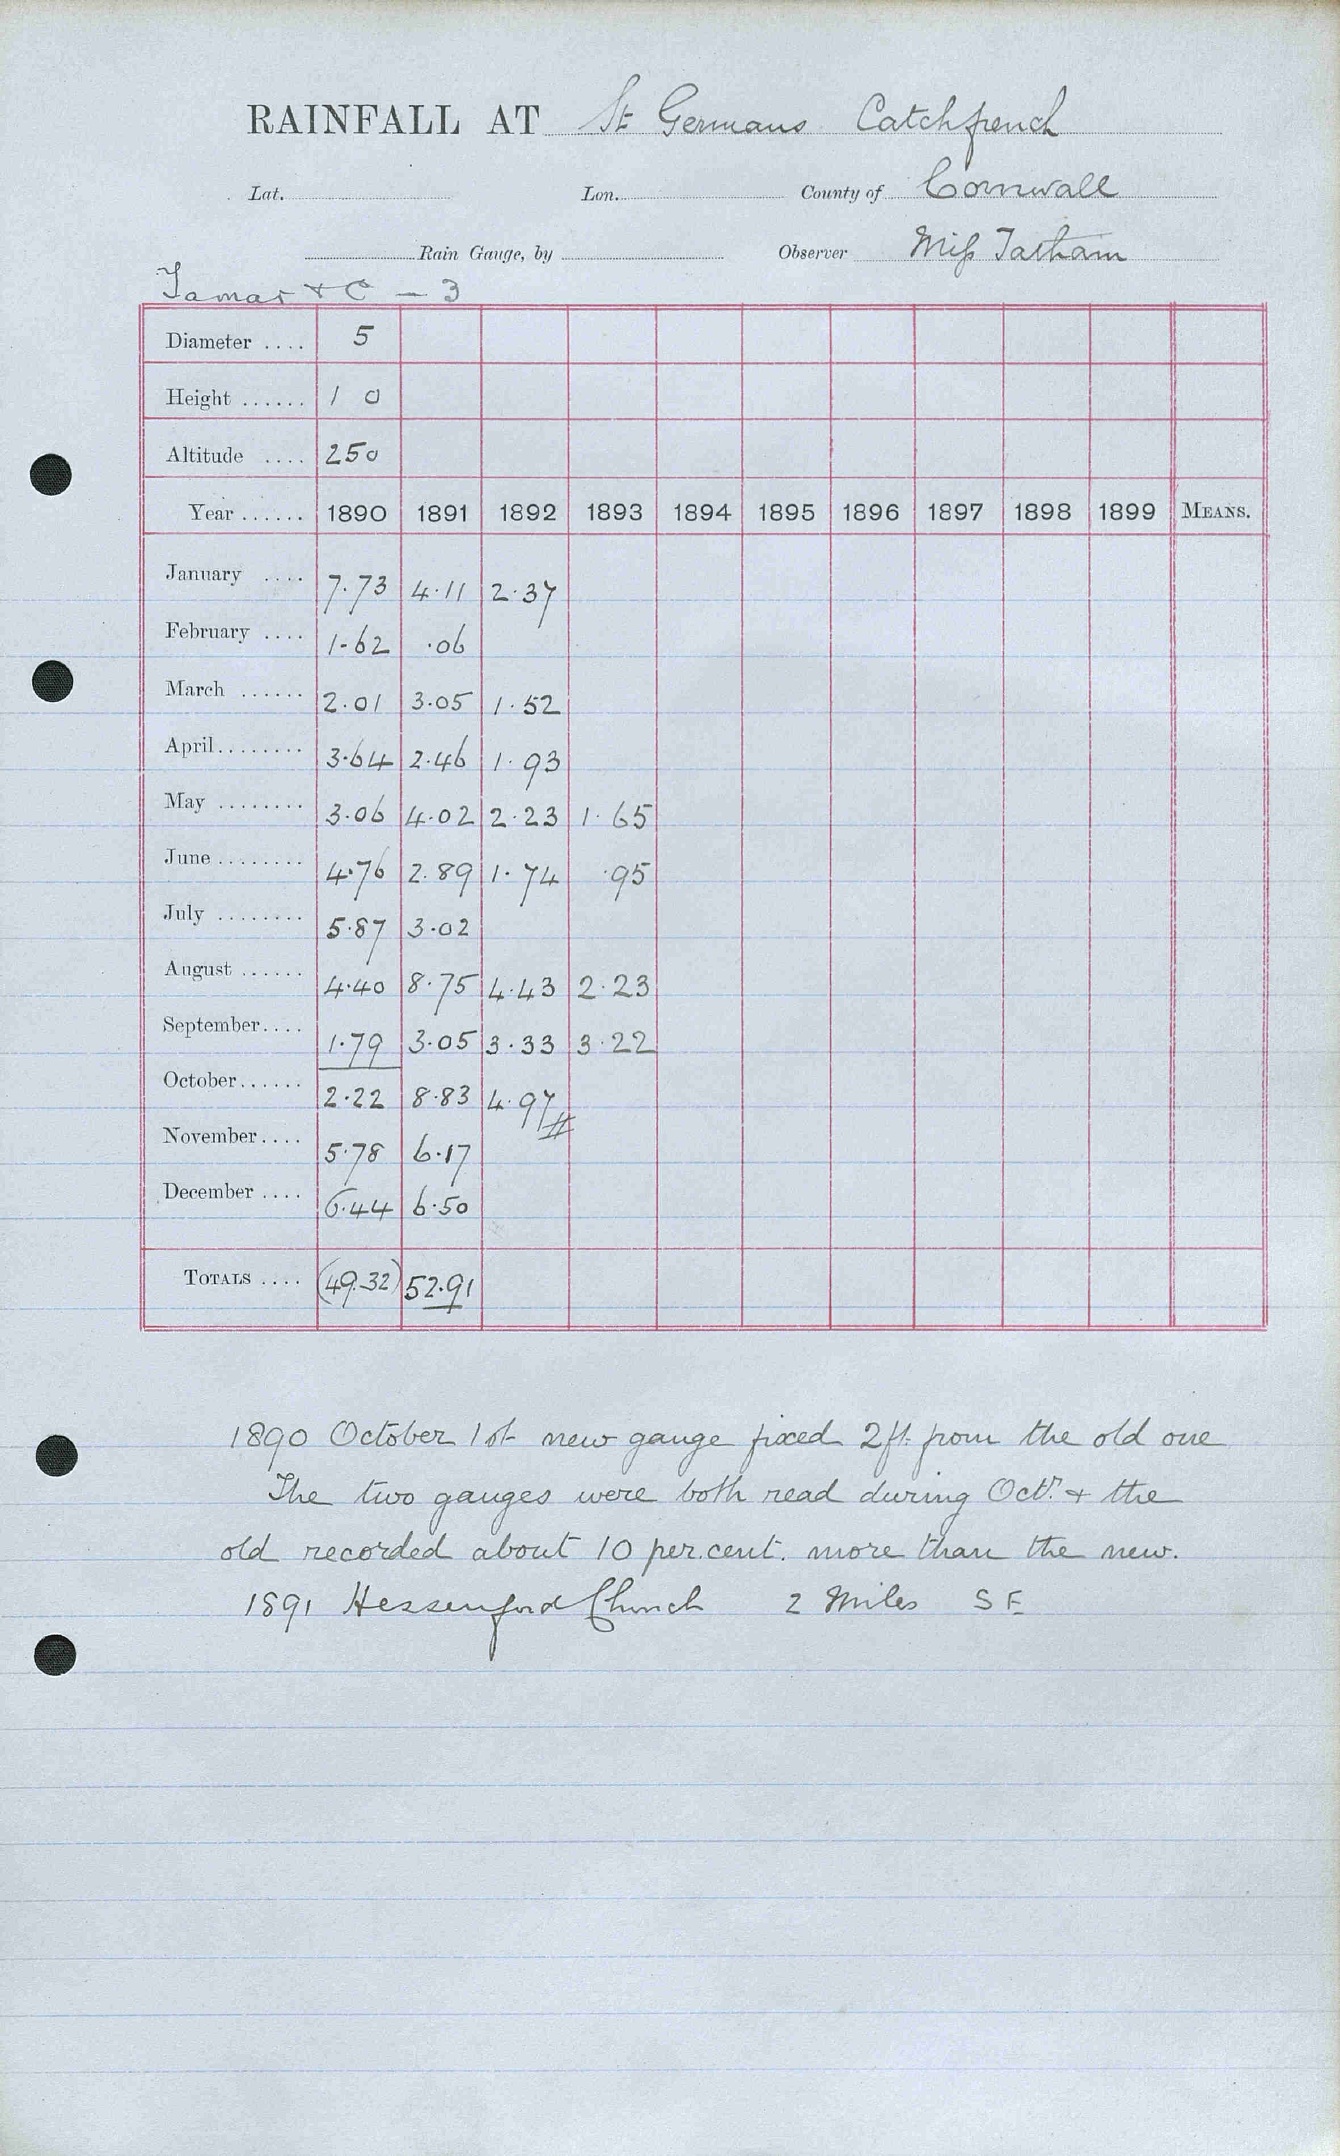 RAINFALL AT St Germans Catchfrench
Lat. Lon. County of Cornwall
Rain Gauge, by Observer Miss Tatham
Tamar & C — 3
Diameter .... 5
Height ...... 1 0
Altitude .... 250
Year ...... 1890 1891 1892 1893 1894 1895 1896 1897 1898 1899 MEANS.
January .... 7.73 4.11 2.37
February .... 1.62 .06
March ...... 2.01 3.05 1.52
April........ 3.64 2.46 1.93
May ........ 3.06 4.02 2.23 1.65
June ........ 4.76 2.89 1.74 .95
July ........ 5.87 3.02
August ...... 4.40 8.75 4.43 2.23
September.... 1.79 3.05 3.33 3.22
October...... 2.22 8.83 4.97
November.... 5.78 6.17
December .... 6.44 6.50
TOTALS .... (49.32) 52.91
1890 October 1st new gauge fixed 2ft. from the old one
The two gauges were both read during Octr. & the
old recorded about 10 per.cent. more than the new.
1891 Hessenford Church 2 Miles S E